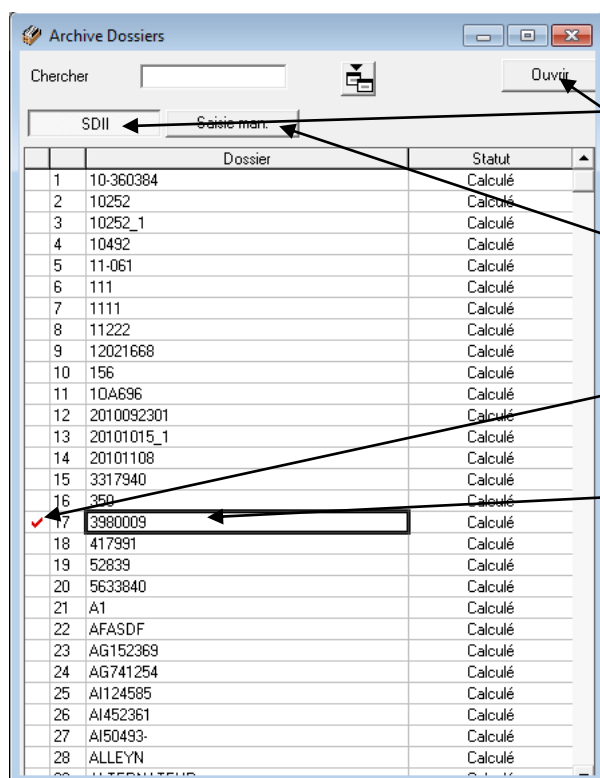 Archive Dossiers
Chercher Ouvrir
SDII Saisie man.
Dossier Statut
1 10-360384 Calculé
2 10252 Calculé
3 10252_1 Calculé
4 10492 Calculé
5 11-061 Calculé
6 111 Calculé
7 1111 Calculé
8 11222 Calculé
9 12021668 Calculé
10 156 Calculé
11 10A696 Calculé
12 2010092301 Calculé
13 20101015_1 Calculé
14 20101108 Calculé
15 3317940 Calculé
16 350 Calculé
17 3980009 Calculé
18 417991 Calculé
19 52839 Calculé
20 5633840 Calculé
21 A1 Calculé
22 AFASDF Calculé
23 AG152369 Calculé
24 AG741254 Calculé
25 AI124585 Calculé
26 AI452361 Calculé
27 AI50493- Calculé
28 ALLEYN Calculé